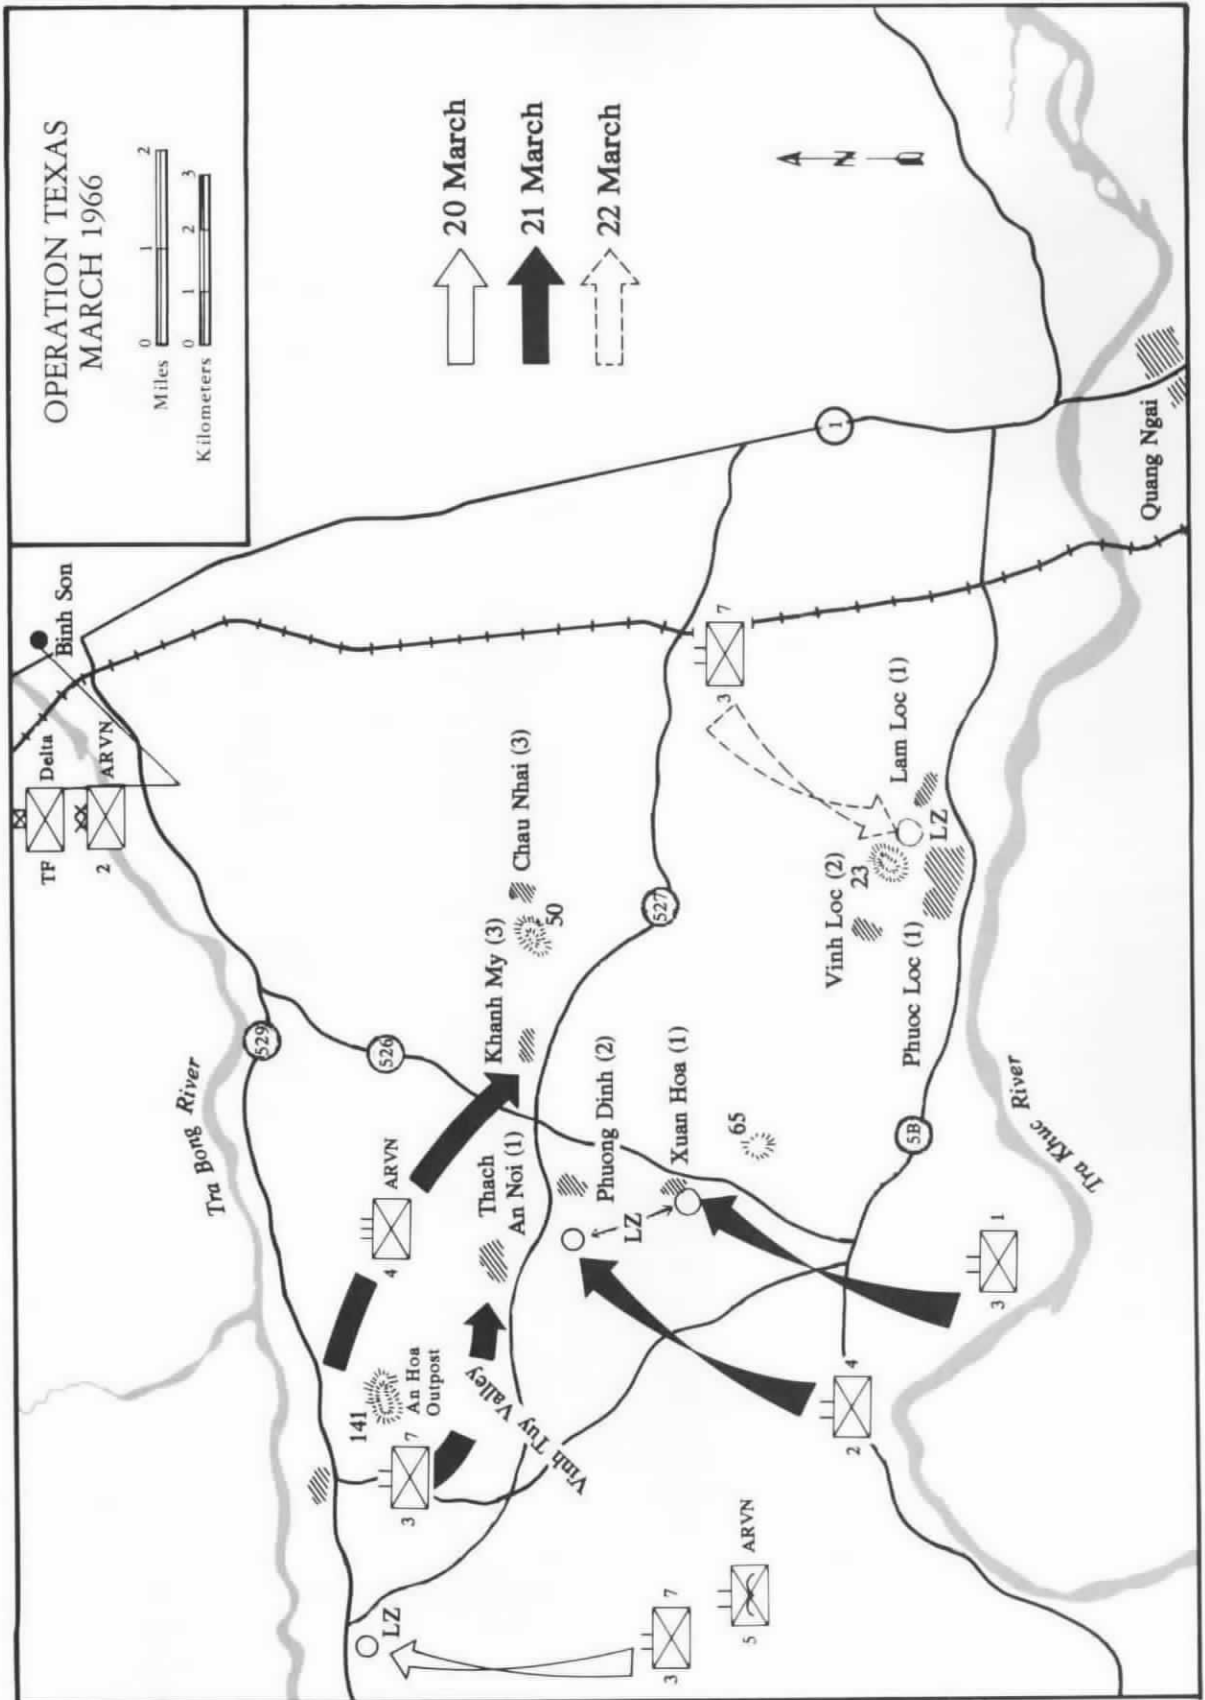 OPERATION TEXAS
MARCH 1966
Miles
0 1 2
Kilometers
0 1 2 3
20 March
21 March
22 March
N
Binh Son
TF Delta
2 ARVN
529
Tra Bong River
526
4 ARVN
141
An Hoa
Outpost
3 7
LZ
Khanh My (3)
50
Chau Nhai (3)
Thach
An Noi (1)
Vinh Tuy Valley
527
Phuong Dinh (2)
LZ
Xuan Hoa (1)
65
3 7
5 ARVN
3 7
1
2 4
3 1
Vinh Loc (2)
23
Lam Loc (1)
LZ
Phuoc Loc (1)
5B
Tra Khuc River
Quang Ngai